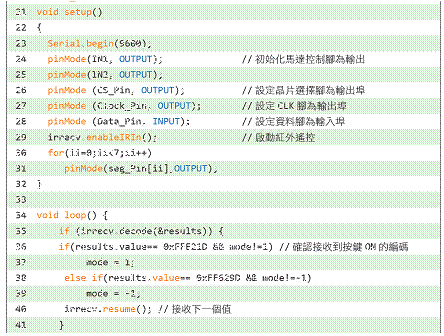 21 void setup()
22 {
23 Serial.begin(9600);
24 pinMode(IN1, OUTPUT); // 初始化馬達控制腳為輸出
25 pinMode(IN2, OUTPUT);
26 pinMode (CS_Pin, OUTPUT); // 設定晶片選擇腳為輸出埠
27 pinMode (Clock_Pin, OUTPUT); // 設定 CLK 腳為輸出埠
28 pinMode (Data_Pin, INPUT); // 設定資料腳為輸入埠
29 irrecv.enableIRIn(); // 啟動紅外遙控
30 for(ii=0;ii<7;ii++)
31 pinMode(seg_Pin[ii],OUTPUT);
32 }
33
34 void loop() {
35 if (irrecv.decode(&results)) {
36 if(results.value== && mode!=1) // 確認接收到按鍵 ON 的編碼
37 mode = 1;
38 else if(results.value== && mode!=-1)
39 mode = -1;
40 irrecv.resume(); // 接收下一個值
41 }